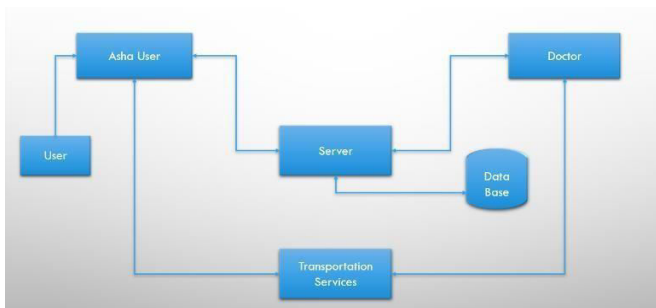 Asha User
Doctor
User
Server
Data
Base
Transportation
Services